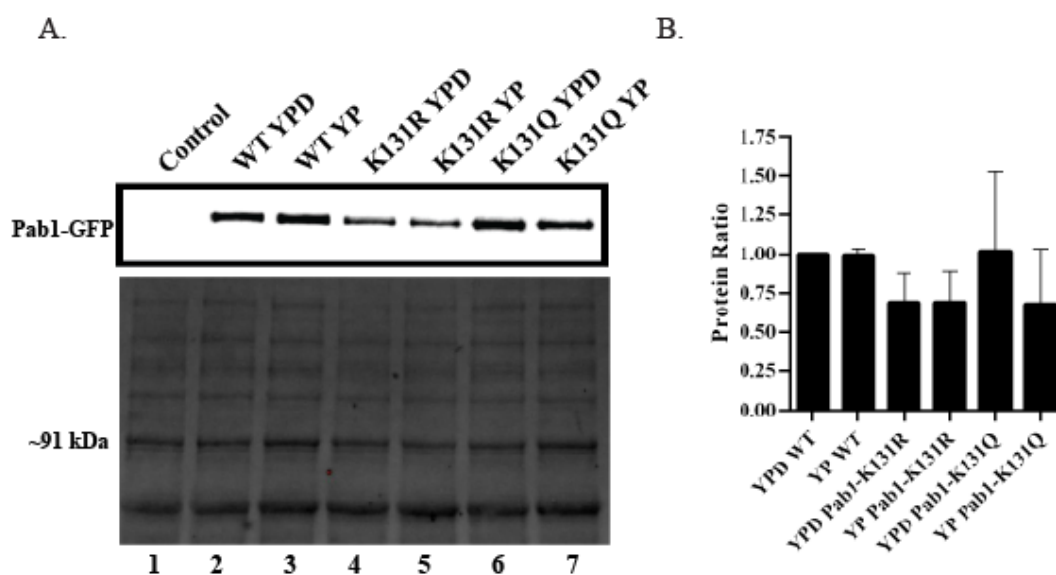 A.
Control
WT YPD
WT YP
K131R YPD
K131R YP
K131Q YPD
K131Q YP
Pab1-GFP
~91 kDa
1 2 3 4 5 6 7
B.
Protein Ratio
1.75
1.50
1.25
1.00
0.75
0.50
0.25
0.00
YPD WT
YP WT
YPD Pab1-K131R
YP Pab1-K131R
YPD Pab1-K131Q
YP Pab1-K131Q